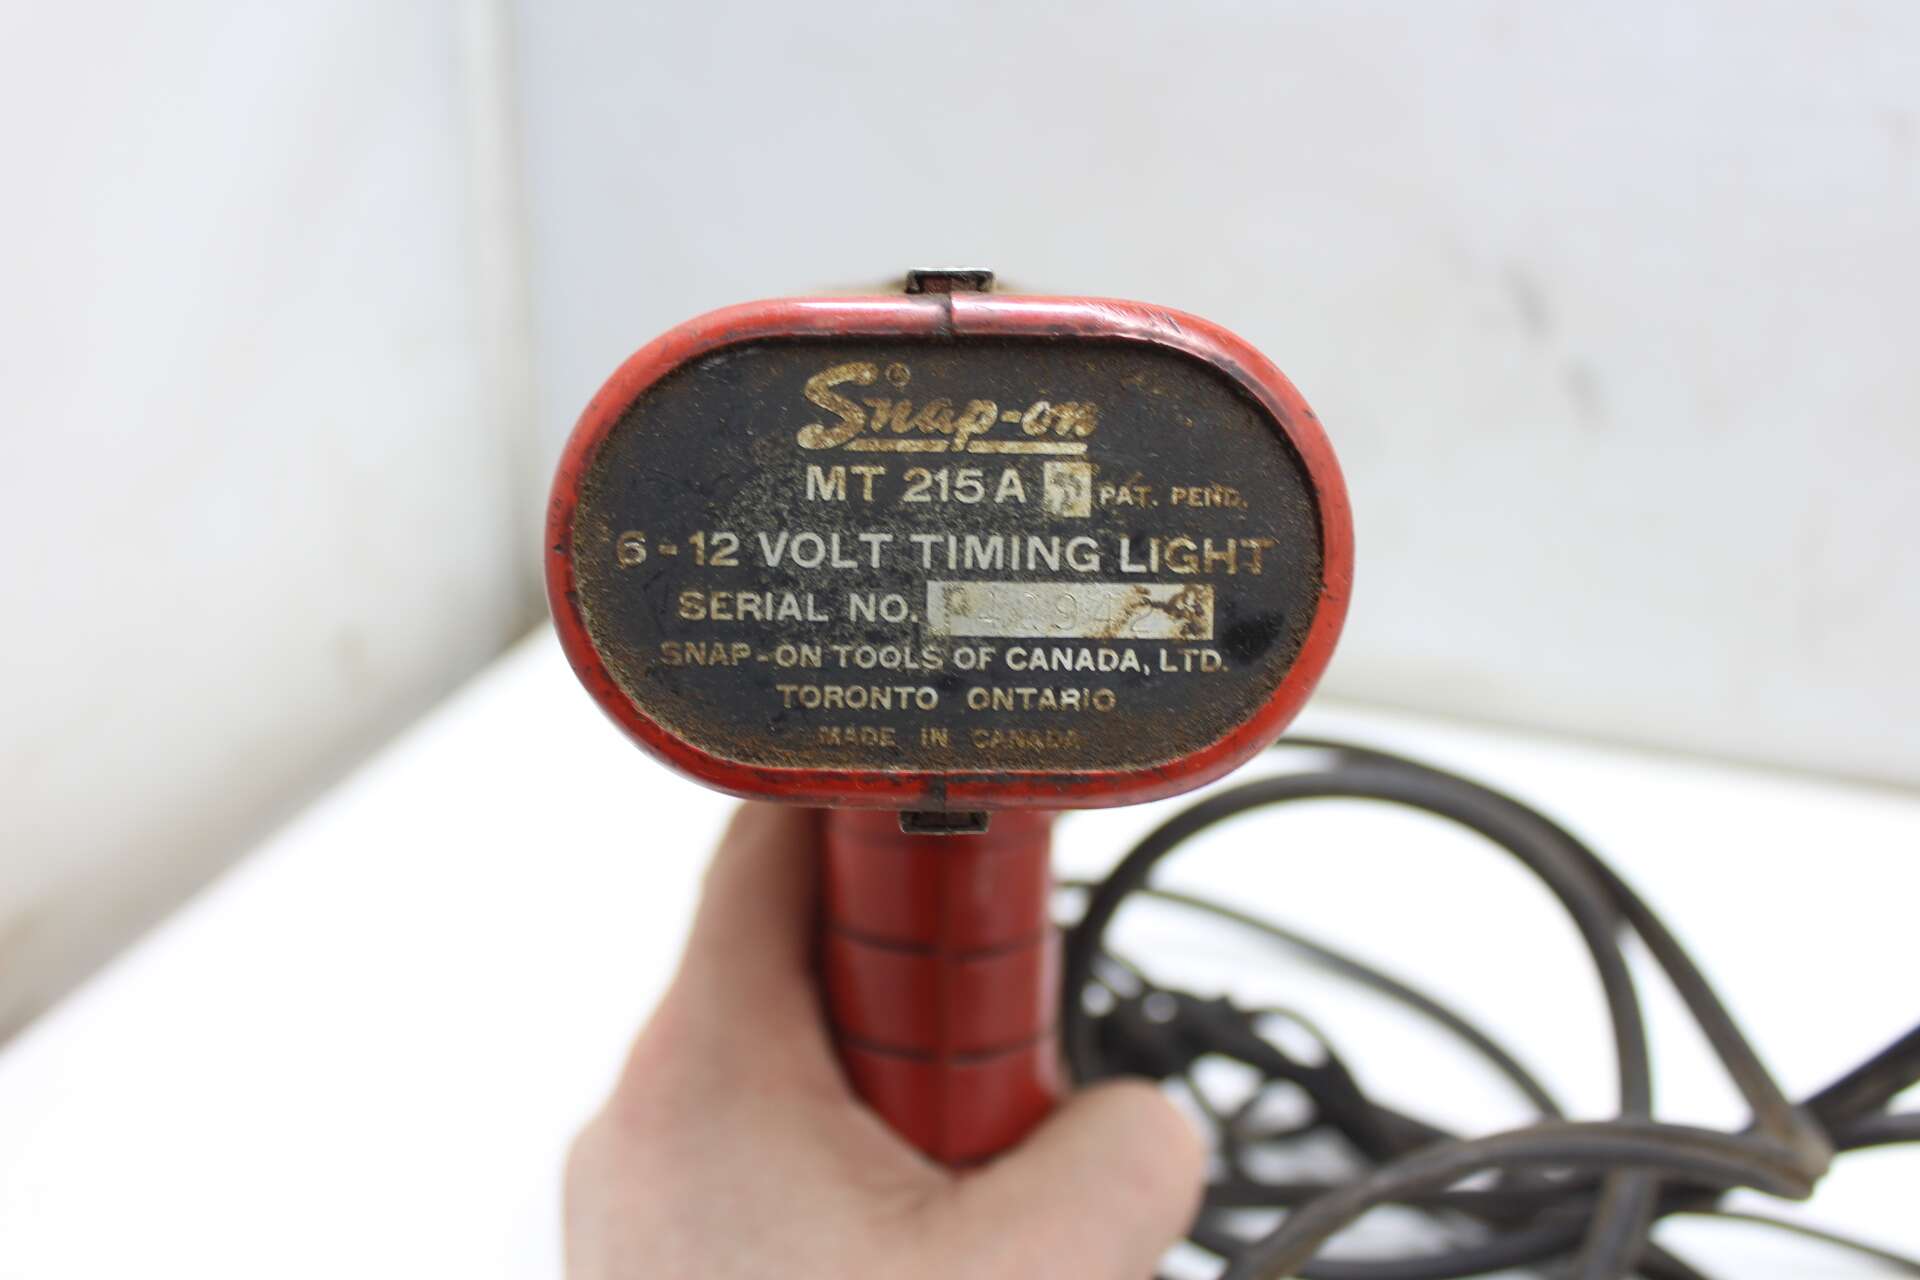 Snap-on ®
MT 215A PAT. PEND.
6-12 VOLT TIMING LIGHT
SERIAL NO.
SNAP-ON TOOLS OF CANADA, LTD.
TORONTO ONTARIO
MADE IN CANADA